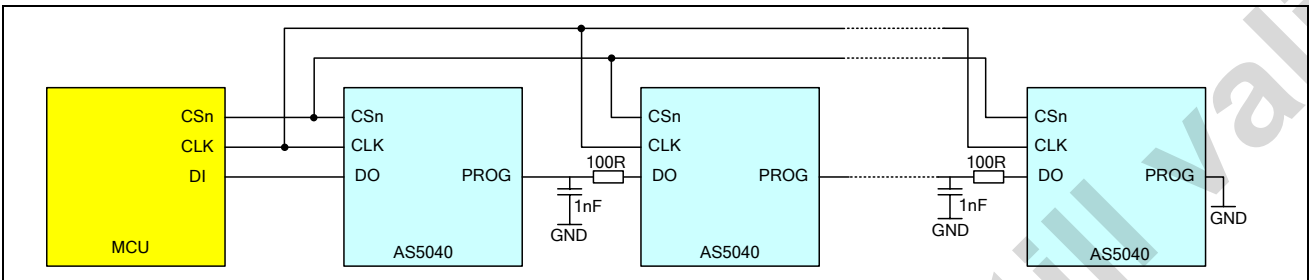 CSn
CLK
DI
MCU
CSn
CLK
DO
PROG
AS5040
100R
1nF
GND
CSn
CLK
DO
PROG
AS5040
100R
1nF
GND
CSn
CLK
DO
PROG
AS5040
GND